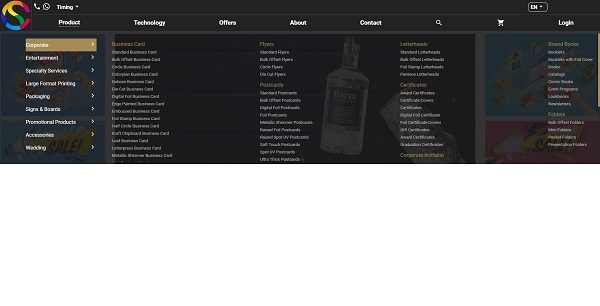 Timing
EN
Product
Technology
Offers
About
Contact
Login
Corporate
Entertainment
Specialty Services
Large Format Printing
Packaging
Signs & Boards
Promotional Products
Accessories
Wedding
Business Card
Standard Business Card
Bulk Offset Business Card
Circle Business Card
Colorplan Business Card
Deboss Business Card
Die Cut Business Card
Digital Foil Business Card
Edge Painted Business Card
Embossed Business Card
Foil Stamp Business Card
Half Circle Business Card
Kraft Chipboard Business Card
Leaf Business Card
Letterpress Business Card
Metallic Shimmer Business Card
Flyers
Standard Flyers
Bulk Offset Flyers
Circle Flyers
Die Cut Flyers
Postcards
Standard Postcards
Bulk Offset Postcards
Digital Foil Postcards
Foil Postcards
Metallic Shimmer Postcards
Raised Foil Postcards
Raised Spot UV Postcards
Soft Touch Postcards
Spot UV Postcards
Ultra Thick Postcards
Letterheads
Standard Letterheads
Bulk Offset Letterheads
Foil Stamp Letterheads
Pantone Letterheads
Certificates
Award Certificates
Certificate Covers
Certificates
Digital Foil Certificate
Foil Certificate Covers
Gift Certificates
Award Certificates
Graduation Certificates
Corporate Invitation
Bound Books
Booklets
Booklets with Foil Cover
Books
Catalogs
Comic Books
Event Programs
Lookbooks
Newsletters
Folders
Bulk Offset Folders
Mini Folders
Pocket Folders
Presentation Folders